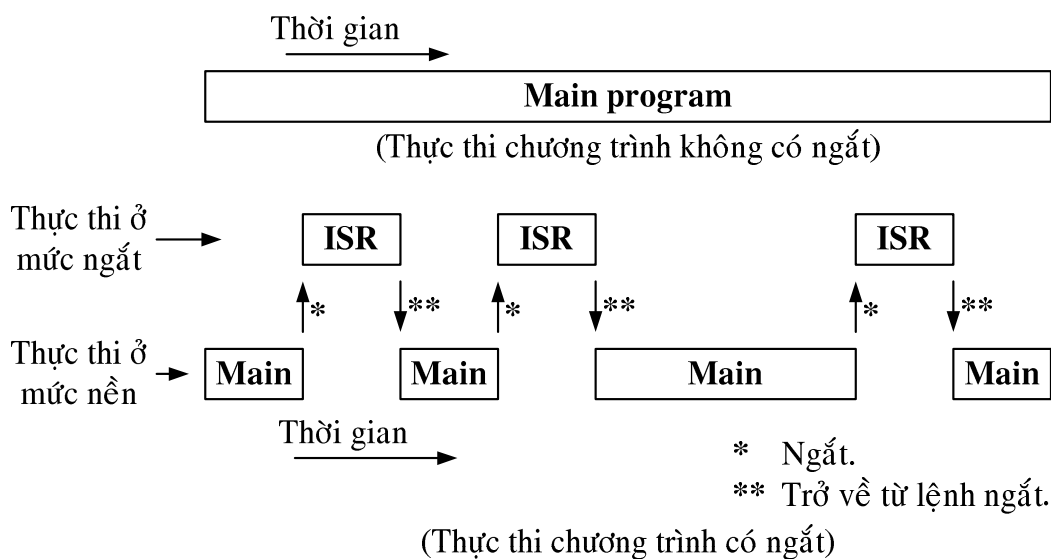 Thời gian
Main program
(Thực thi chương trình không có ngắt)
Thực thi ở
mức ngắt
ISR
ISR
ISR
*
**
*
**
*
**
Thực thi ở
mức nền
Main
Main
Main
Main
Thời gian
* Ngắt.
** Trở về từ lệnh ngắt.
(Thực thi chương trình có ngắt)